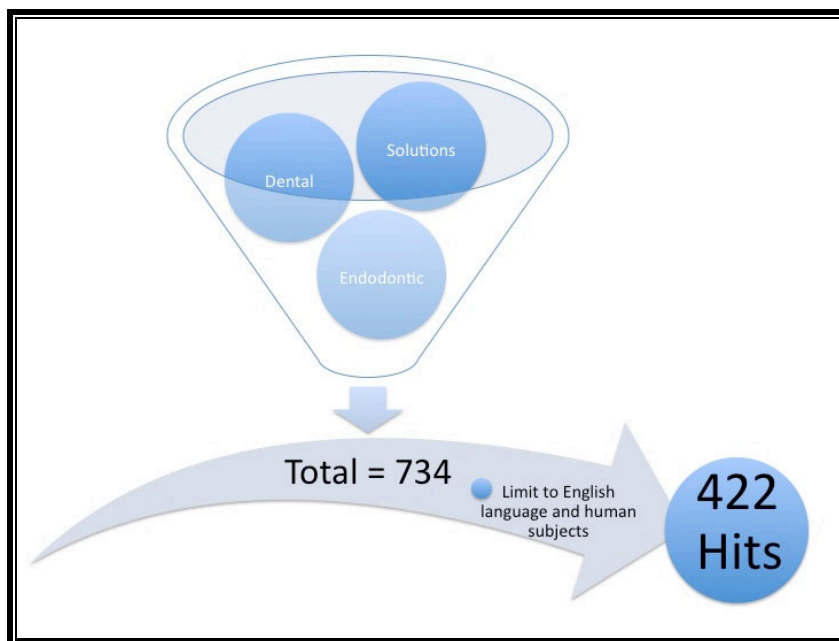 Solutions
Dental
Endodontic
Total = 734
Limit to English
language and human
subjects
422
Hits